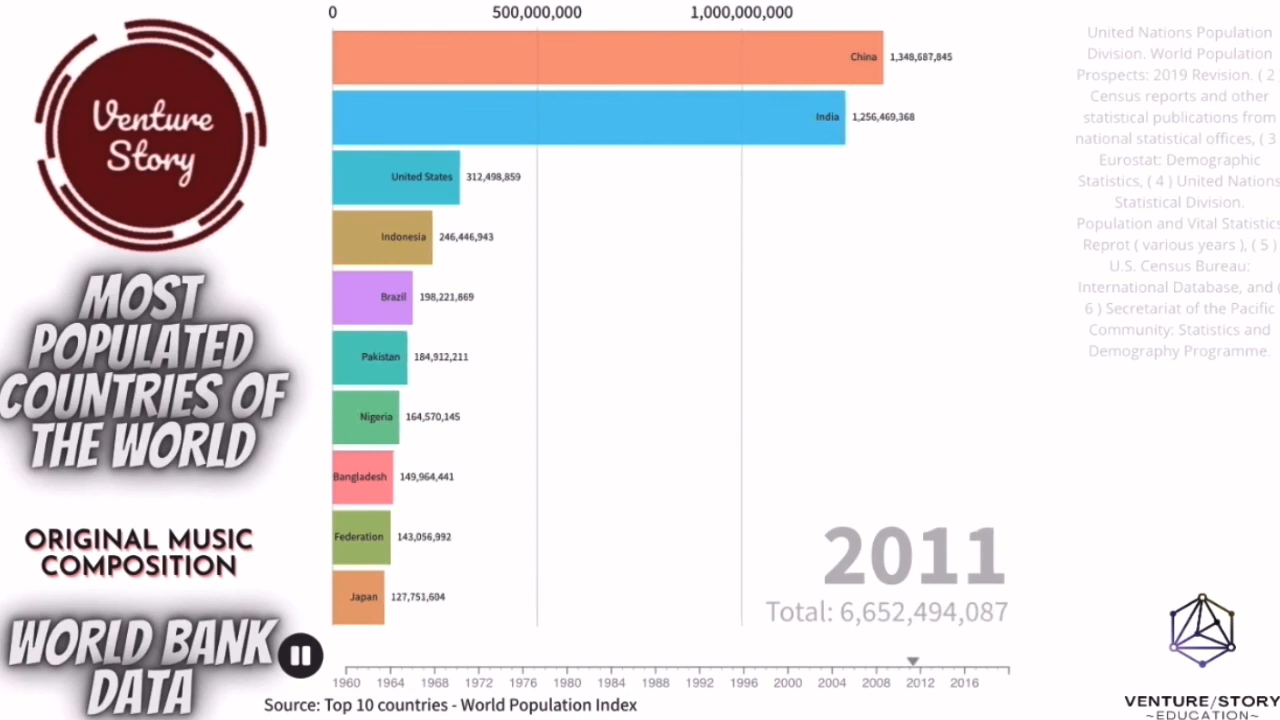 0 500,000,000 1,000,000,000
Venture
Story
MOST
POPULATED
COUNTRIES OF
THE WORLD
ORIGINAL MUSIC
COMPOSITION
WORLD BANK
DATA
China 1,348,687,845
India 1,256,469,368
United States 312,498,859
Indonesia 246,446,943
Brazil 198,221,869
Pakistan 184,912,211
Nigeria 164,570,145
Bangladesh 149,964,441
Federation 143,056,992
Japan 127,751,604
2011
Total: 6,652,494,087
1960 1964 1968 1972 1976 1980 1984 1988 1992 1996 2000 2004 2008 2012 2016
Source: Top 10 countries - World Population Index
United Nations Population
Division. World Population
Prospects: 2019 Revision. ( 2
Census reports and other
statistical publications from
national statistical offices, ( 3
Eurostat: Demographic
Statistics, ( 4 ) United Nations
Statistical Division.
Population and Vital Statistics
Reprot ( various years ), ( 5 )
U.S. Census Bureau:
International Database, and (
6 ) Secretariat of the Pacific
Community: Statistics and
Demography Programme.
VENTURE/STORY
~EDUCATION~